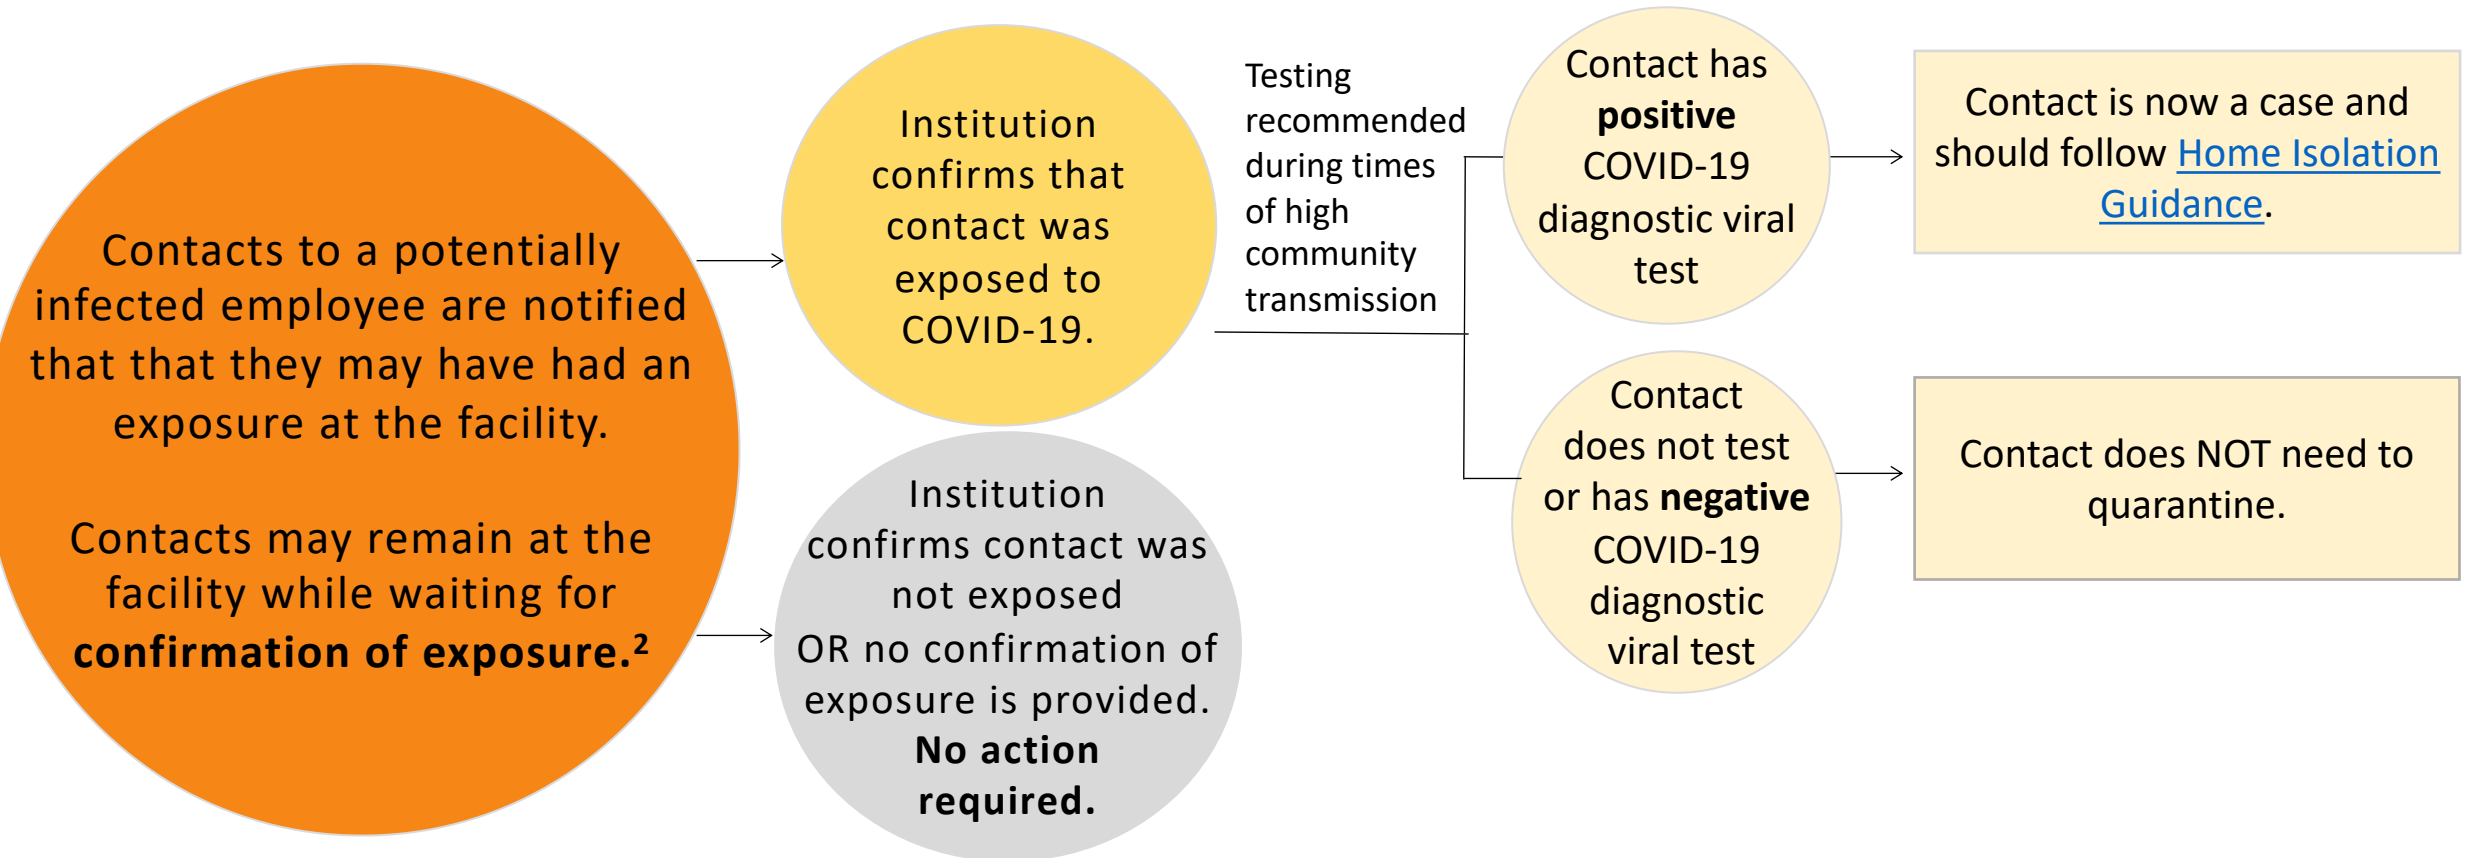 Contacts to a potentially
infected employee are notified
that that they may have had an
exposure at the facility.
Contacts may remain at the
facility while waiting for
confirmation of exposure.²
Institution
confirms that
contact was
exposed to
COVID-19.
Institution
confirms contact was
not exposed
OR no confirmation of
exposure is provided.
No action
required.
Testing
recommended
during times
of high
community
transmission
Contact has
positive
COVID-19
diagnostic viral
test
Contact is now a case and
should follow Home Isolation
Guidance.
Contact
does not test
or has negative
COVID-19
diagnostic
viral test
Contact does NOT need to
quarantine.